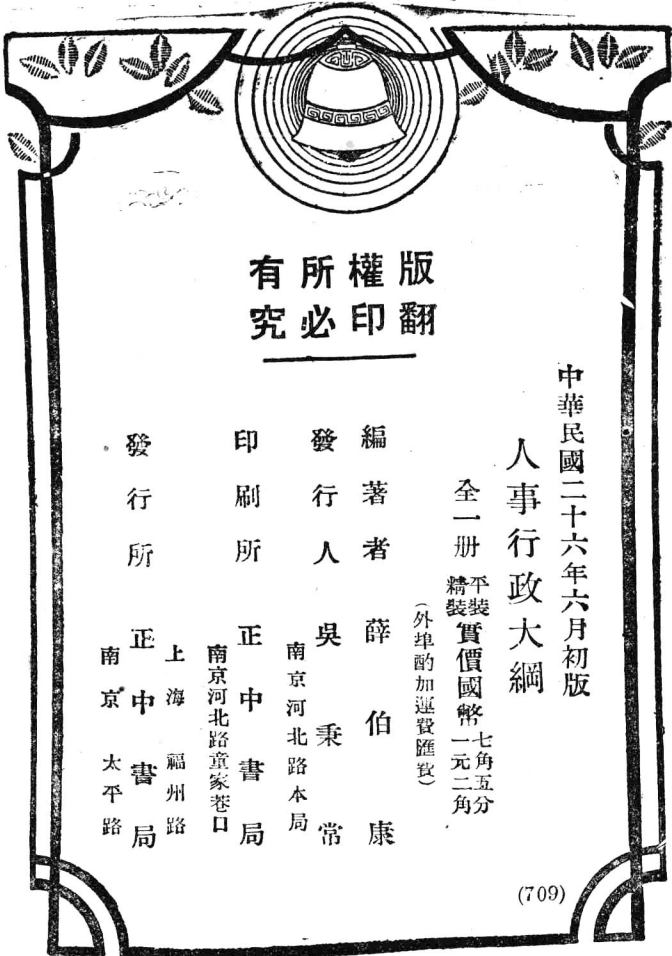 版權所有
翻印必究
中華民國二十六年六月初版
人事行政大綱
全一册 平裝精裝 實價國幣 七角五分一元二角
(外埠酌加運費匯費)
編著者 薛伯康
發行人 吳秉常
南京河北路本局
印刷所 正中書局
南京河北路童家巷口
發行所 正中書局
上海 福州路
南京 太平路
(709)